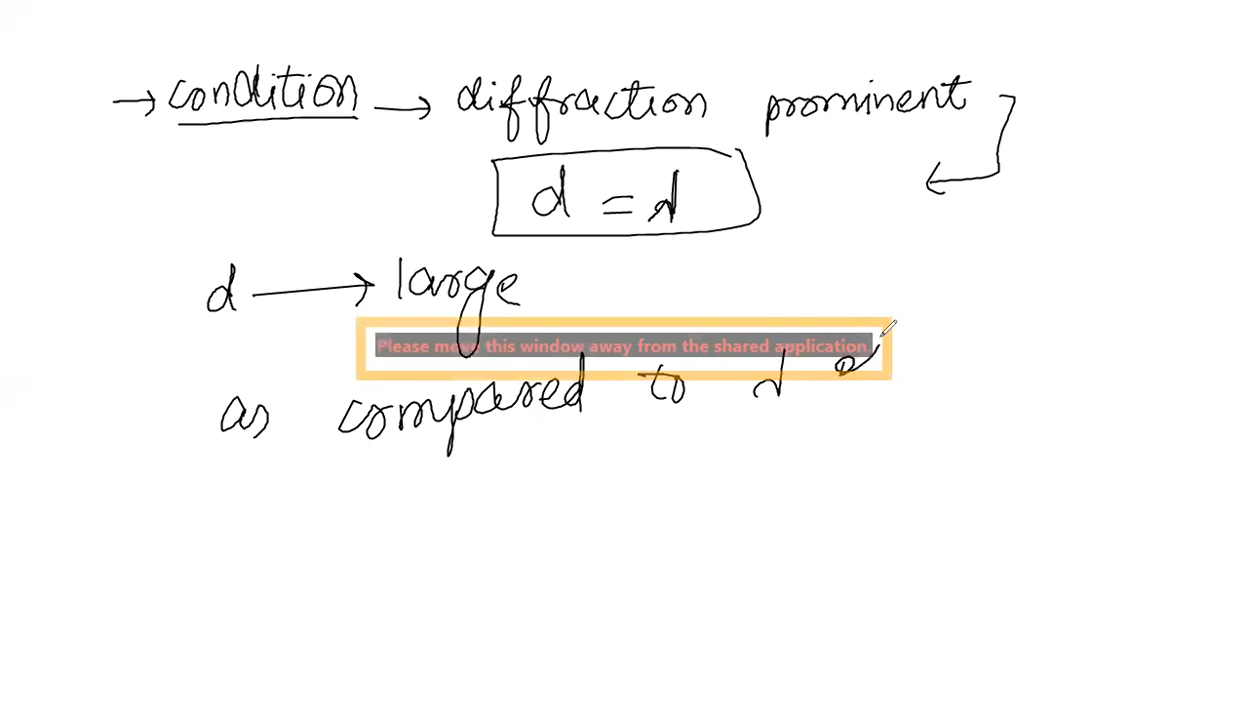 → condition → diffraction prominent
d = λ
d → large
Please move this window away from the shared application.
as compared to λ